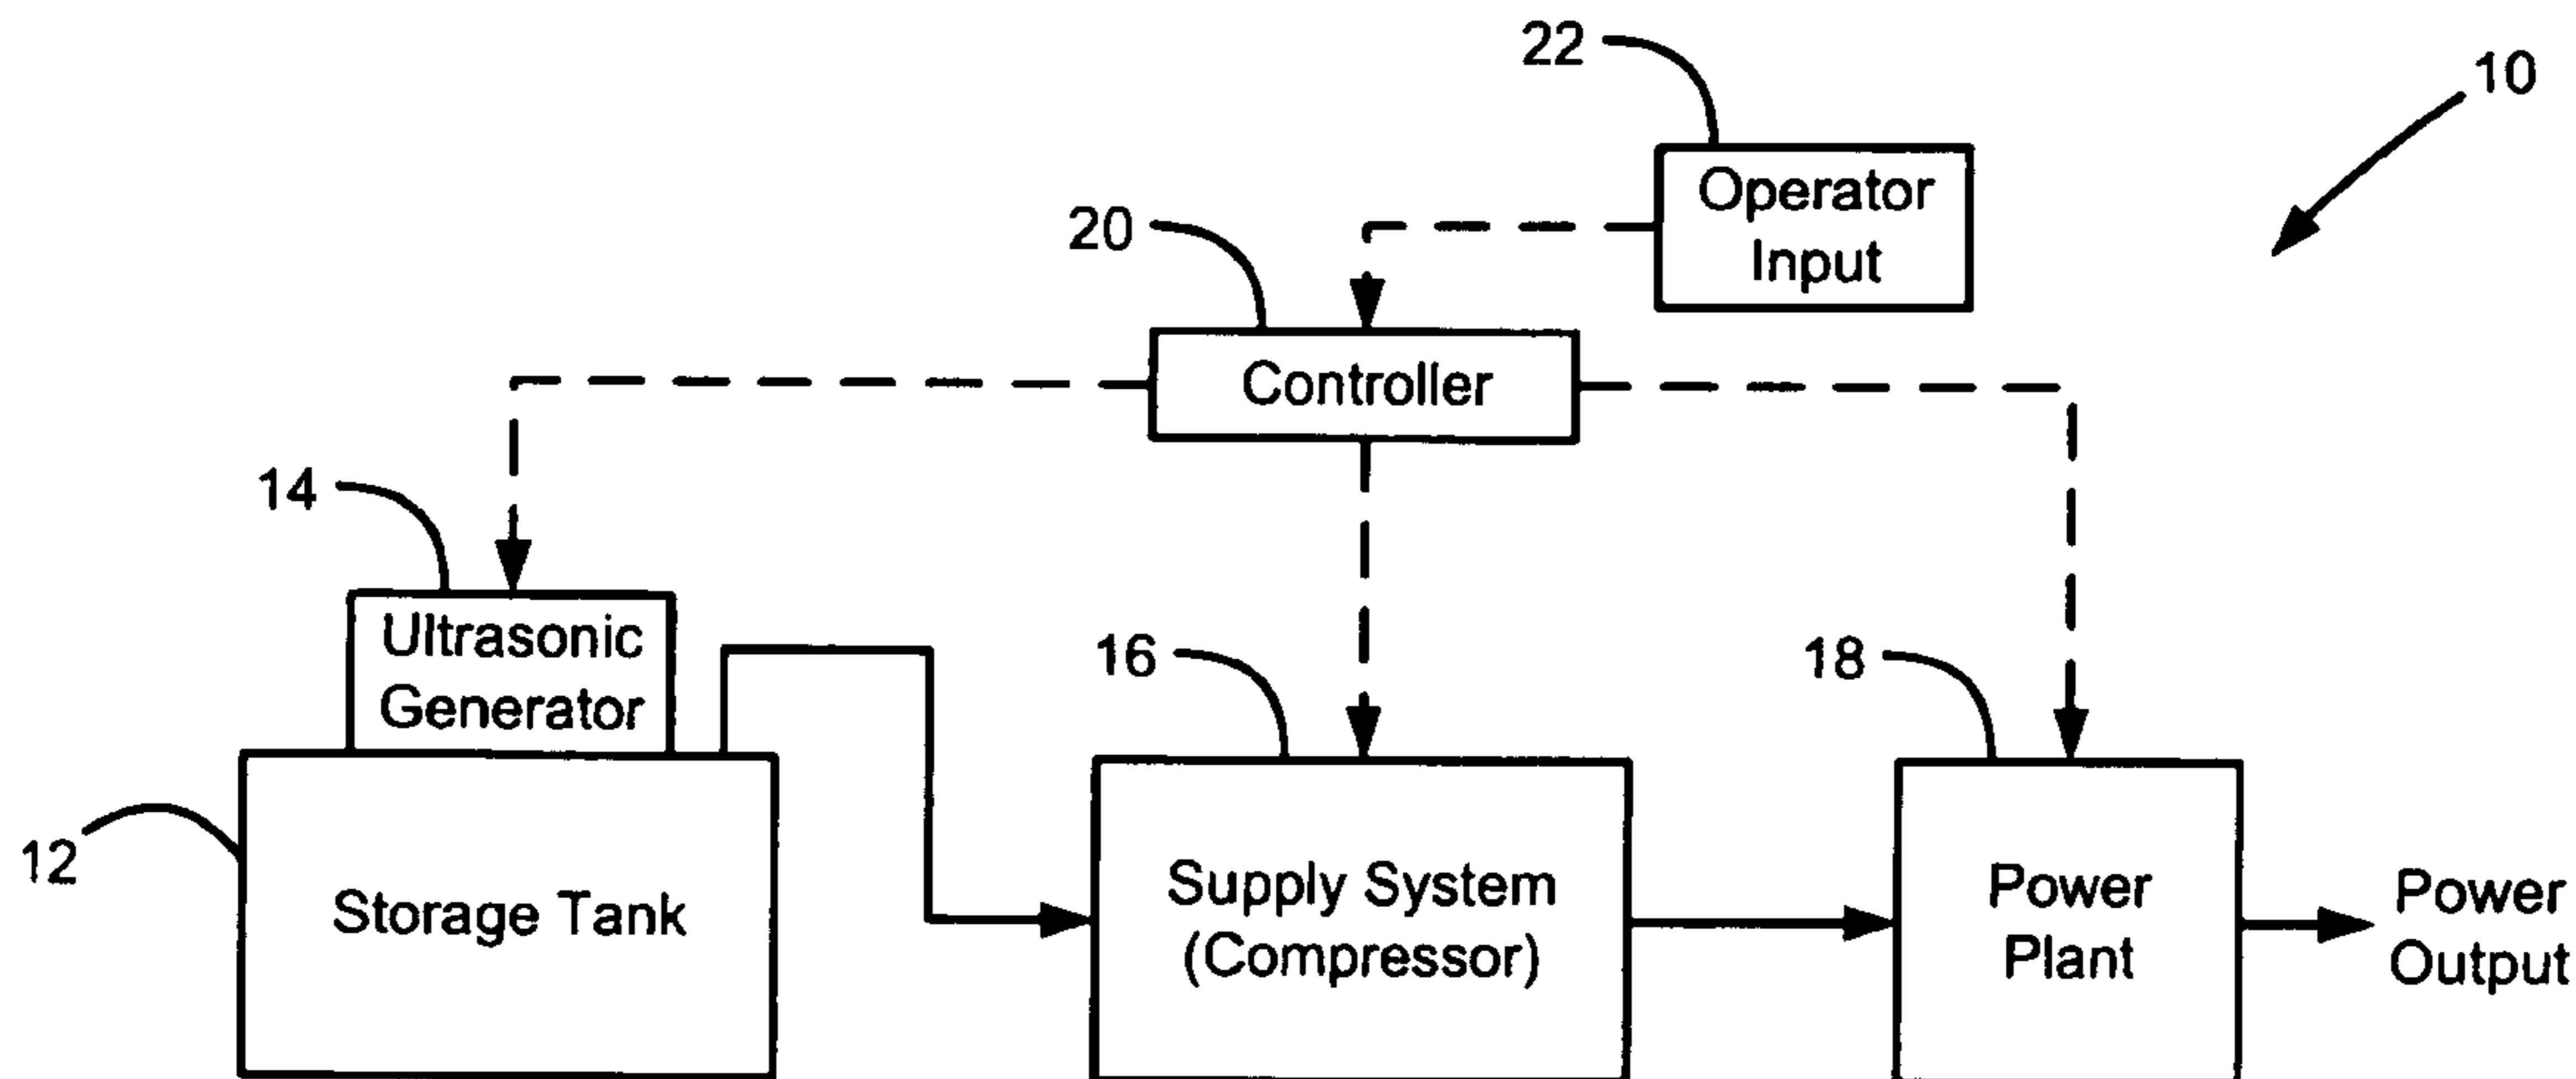 22
10
Operator
Input
20
Controller
14
Ultrasonic
Generator
16
18
12
Storage Tank
Supply System
(Compressor)
Power
Plant
Power
Output